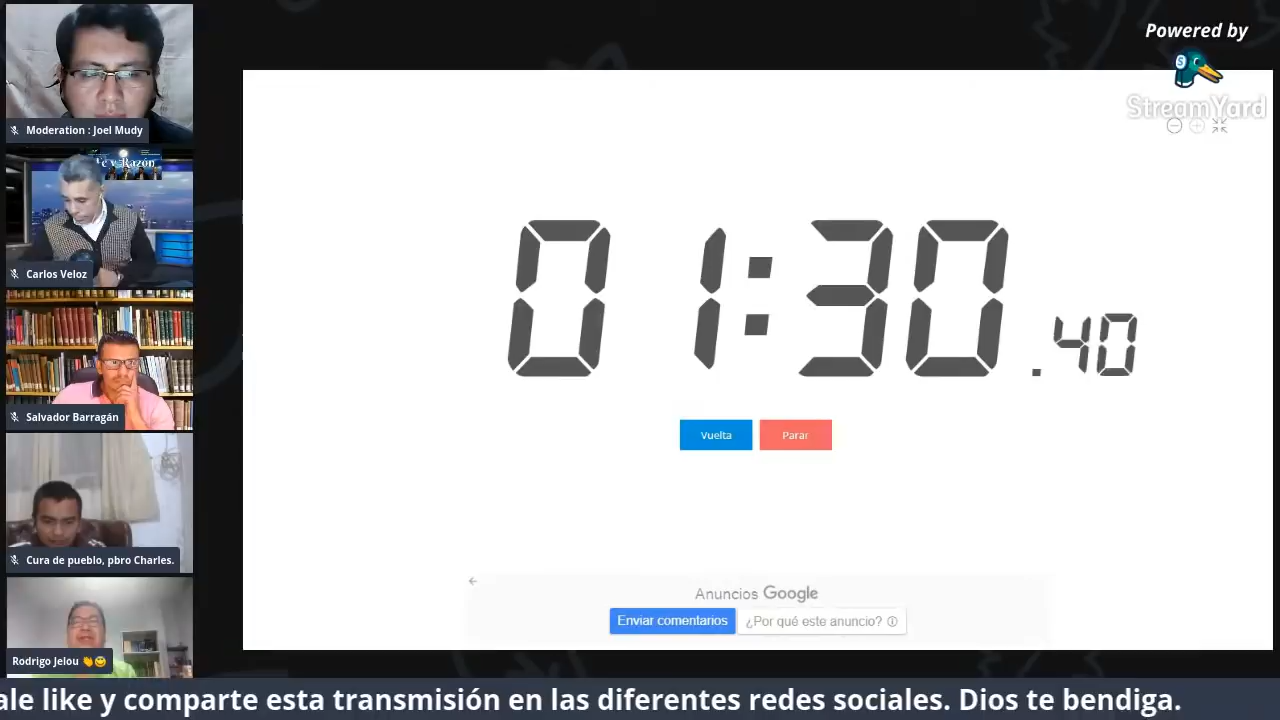 Powered by
StreamYard
Moderation : Joel Mudy
Fe y Razón
Carlos Veloz
Salvador Barragán
Cura de pueblo, pbro Charles.
Rodrigo Jelou 👏😊
01:30.40
Vuelta
Parar
Anuncios Google
Enviar comentarios
¿Por qué este anuncio?
ale like y comparte esta transmisión en las diferentes redes sociales. Dios te bendiga.